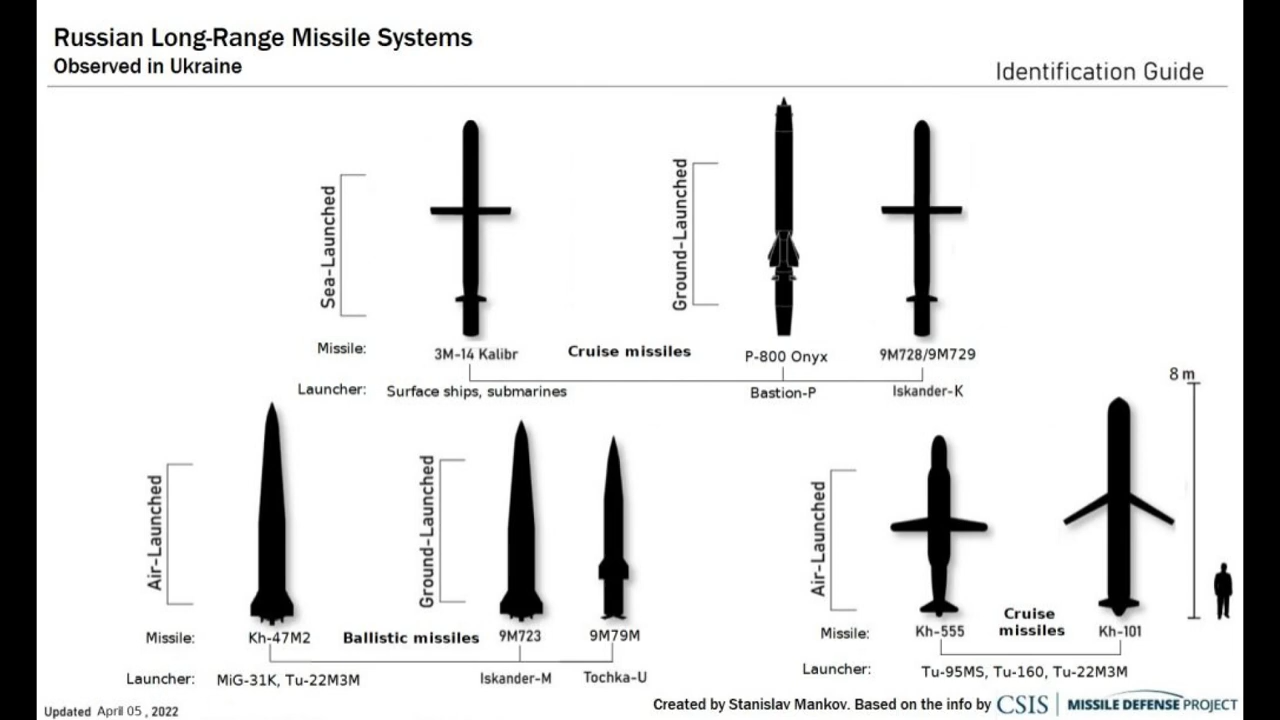 Russian Long-Range Missile Systems
Observed in Ukraine
Identification Guide
Sea-Launched
Ground-Launched
Missile:
3M-14 Kalibr
Cruise missiles
P-800 Onyx
9M728/9M729
Launcher:
Surface ships, submarines
Bastion-P
Iskander-K
8 m
Air-Launched
Ground-Launched
Air-Launched
Missile:
Kh-47M2
Ballistic missiles
9M723
9M79M
Launcher:
MiG-31K, Tu-22M3M
Iskander-M
Tochka-U
Missile:
Kh-555
Cruise
missiles
Kh-101
Launcher:
Tu-95MS, Tu-160, Tu-22M3M
Updated April 05, 2022
Created by Stanislav Mankov. Based on the info by CSIS | MISSILE DEFENSE PROJECT